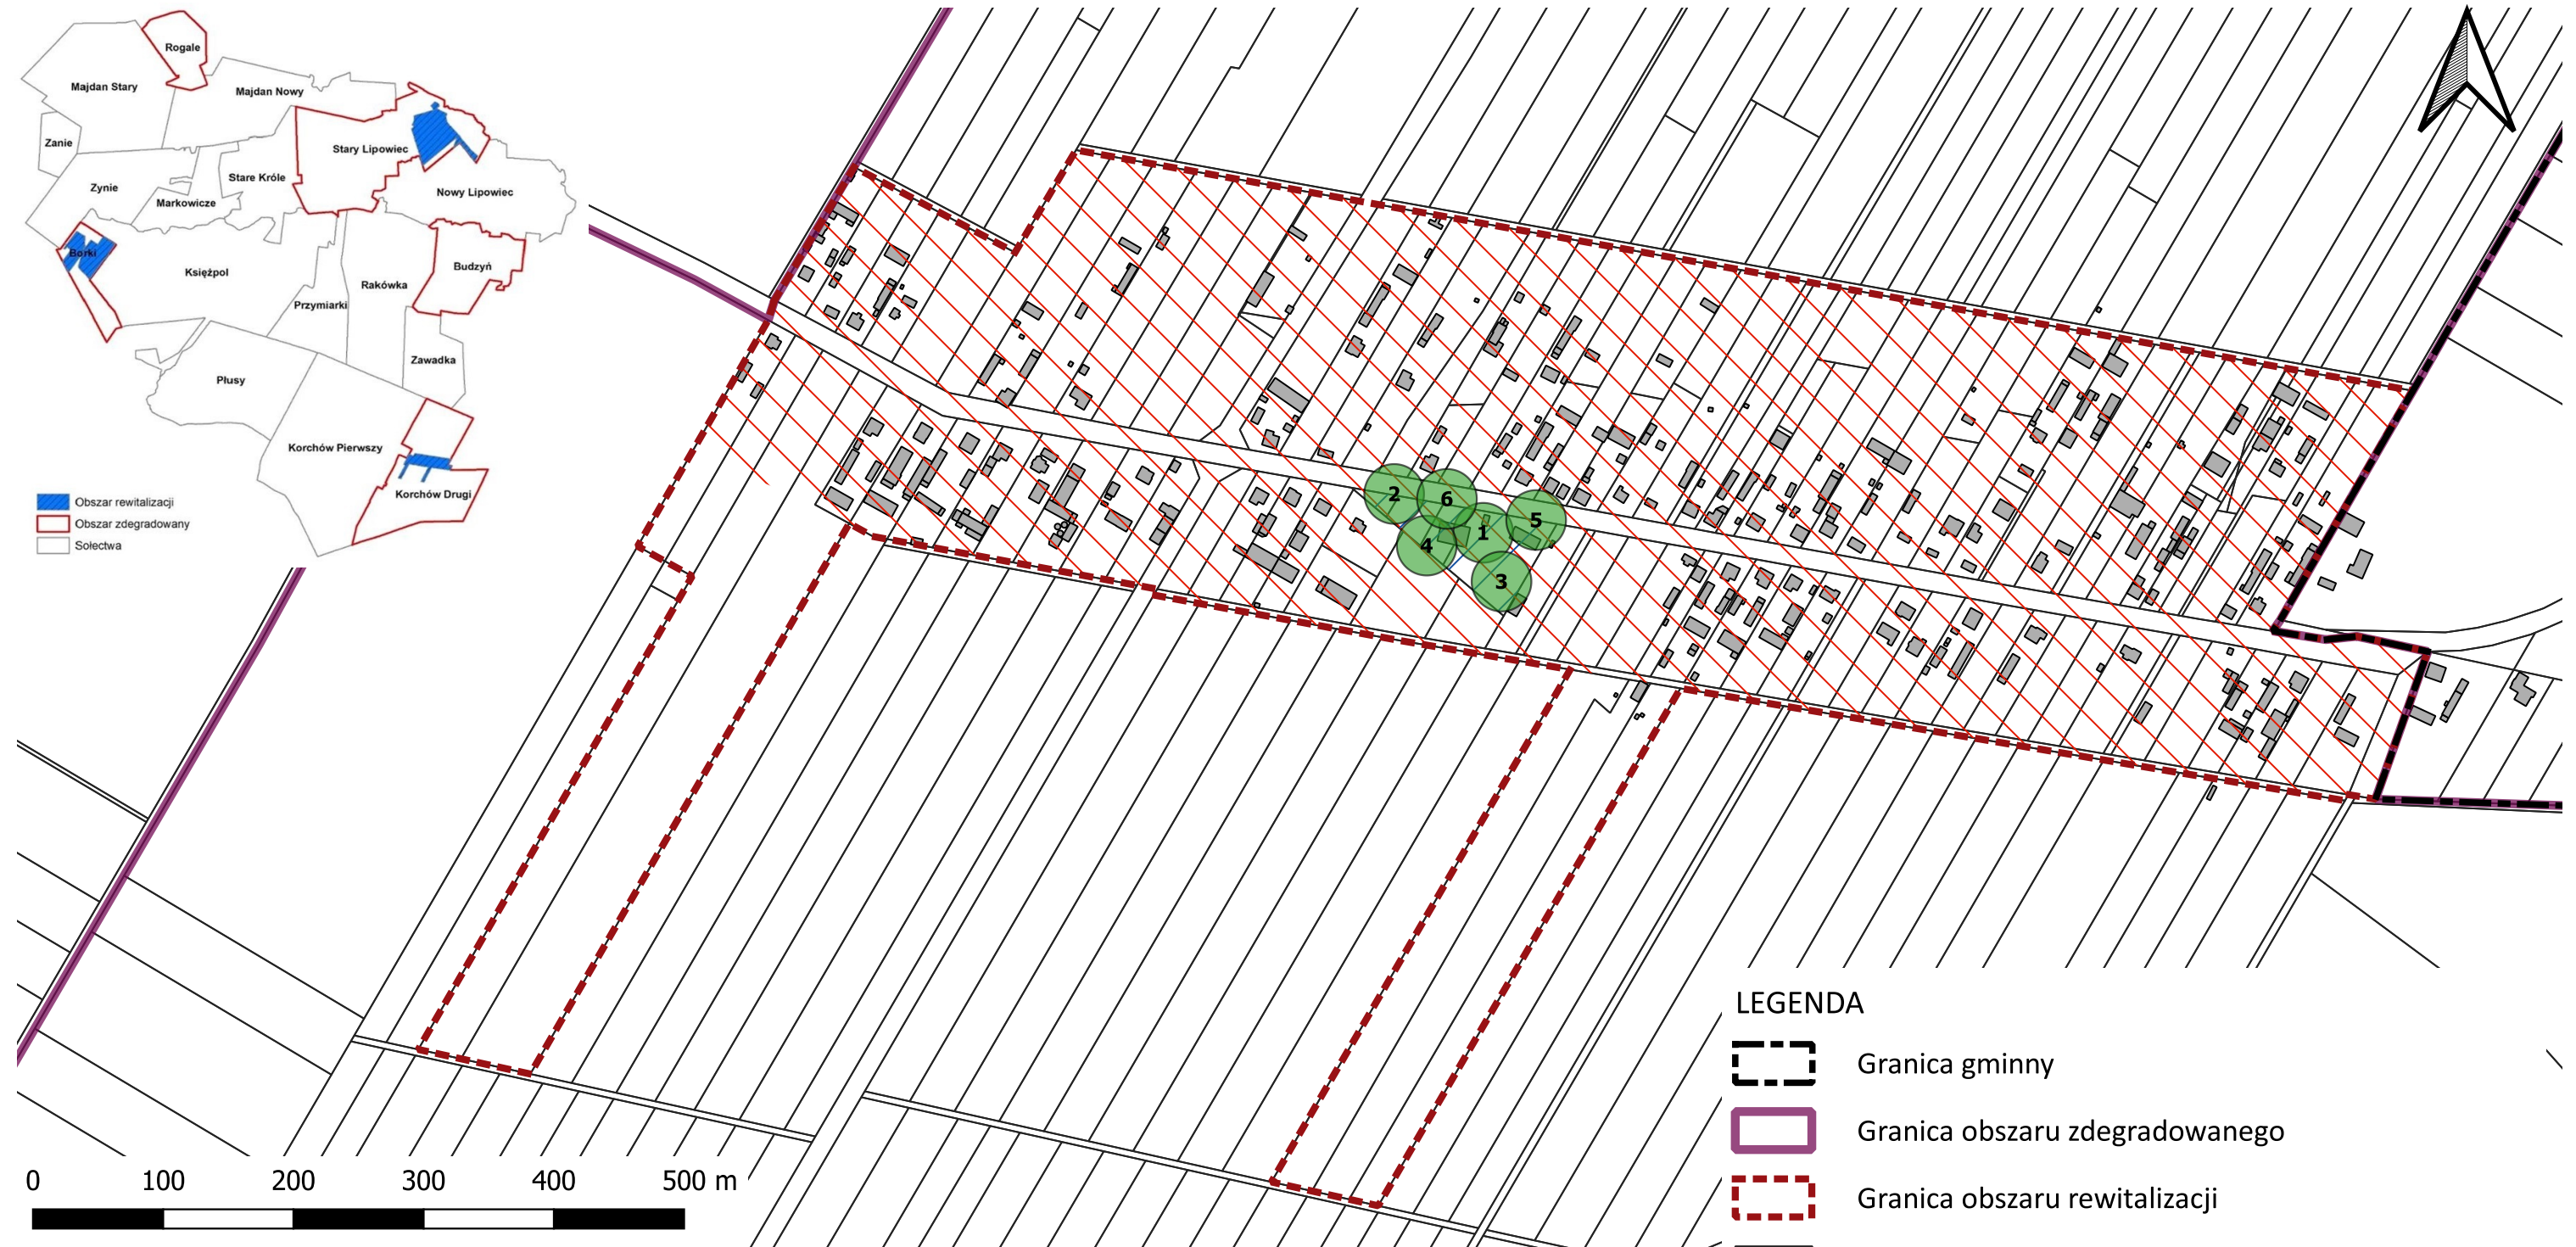 Rogale
Majdan Stary
Majdan Nowy
Zanie
Stary Lipowiec
Stare Króle
Zynie
Nowy Lipowiec
Markowicze
Borki
Księżpol
Budzyń
Rakówka
Przymiarki
Zawadka
Płusy
Korchów Pierwszy
Korchów Drugi
Obszar rewitalizacji
Obszar zdegradowany
Sołectwa
2
6
1
5
4
3
0 100 200 300 400 500 m
LEGENDA
Granica gminny
Granica obszaru zdegradowanego
Granica obszaru rewitalizacji